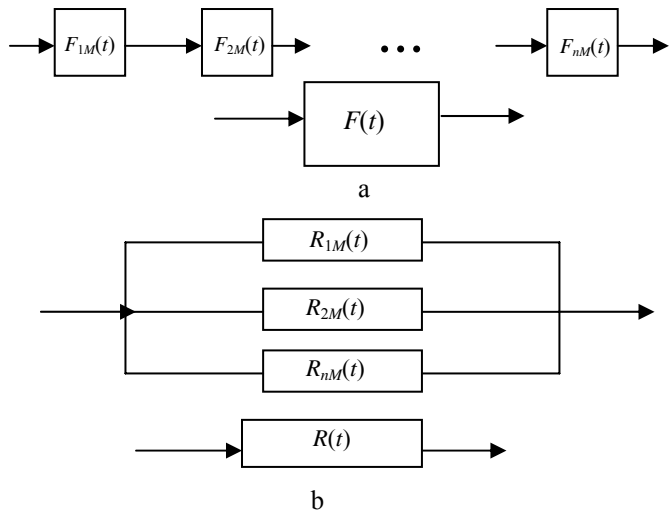 F1M(t) F2M(t) ••• FnM(t)
F(t)
a
R1M(t)
R2M(t)
RnM(t)
R(t)
b